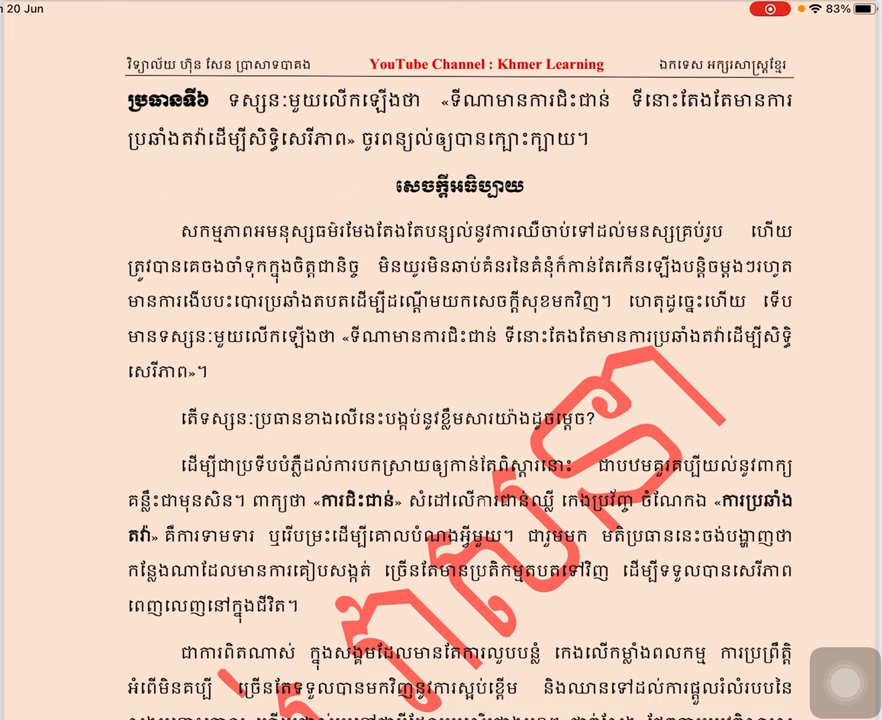 20 Jun
83%
វិទ្យាល័យ ហ៊ុន សែន ប្រាសាទបាគង YouTube Channel : Khmer Learning ឯកទេស អក្សរសាស្ត្រខ្មែរ
ប្រធានទី៦ ទស្សនៈមួយលើកឡើងថា «ទីណាមានការជិះជាន់ ទីនោះតែងតែមានការ
ប្រឆាំងតវ៉ាដើម្បីសិទ្ធិសេរីភាព» ចូរពន្យល់ឲ្យបានក្បោះក្បាយ។
សេចក្ដីអធិប្បាយ
សកម្មភាពអមនុស្សធម៌រមែងតែងតែបន្សល់នូវការឈឺចាប់ទៅដល់មនស្សគ្រប់រូប ហើយ
ត្រូវបានគេចងចាំទុកក្នុងចិត្តជានិច្ច មិនយូរមិនឆាប់គំនរនៃគំនុំក៏កាន់តែកើនឡើងបន្តិចម្ដងៗរហូត
មានការងើបបះបោរប្រឆាំងតបតដើម្បីដណ្ដើមយកសេចក្ដីសុខមកវិញ។ ហេតុដូច្នេះហើយ ទើប
មានទស្សនៈមួយលើកឡើងថា «ទីណាមានការជិះជាន់ ទីនោះតែងតែមានការប្រឆាំងតវ៉ាដើម្បីសិទ្ធិ
សេរីភាព»។
តើទស្សនៈប្រធានខាងលើនេះបង្កប់នូវខ្លឹមសារយ៉ាងដូចម្ដេច?
ដើម្បីជាប្រទីបបំភ្លឺដល់ការបកស្រាយឲ្យកាន់តែពិស្ដារនោះ ជាបឋមគួរគប្បីយល់នូវពាក្យ
គន្លឹះជាមុនសិន។ ពាក្យថា «ការជិះជាន់» សំដៅលើការជាន់ឈ្លី កេងប្រវ័ញ្ច ចំណែកឯ «ការប្រឆាំង
តវ៉ា» គឺការទាមទារ ឬរើបម្រះដើម្បីគោលបំណងអ្វីមួយ។ ជារួមមក មតិប្រធាននេះចង់បង្ហាញថា
កន្លែងណាដែលមានការគៀបសង្កត់ ច្រើនតែមានប្រតិកម្មតបតទៅវិញ ដើម្បីទទួលបានសេរីភាព
ពេញលេញនៅក្នុងជីវិត។
ជាការពិតណាស់ ក្នុងសង្គមដែលមានតែការលួចបន្លំ កេងលើកម្លាំងពលកម្ម ការប្រព្រឹត្តិ
អំពើមិនគប្បី ច្រើនតែទទួលបានមកវិញនូវការស្អប់ខ្ពើម និងឈានទៅដល់ការផ្ដួលរំលំរបបនៃ